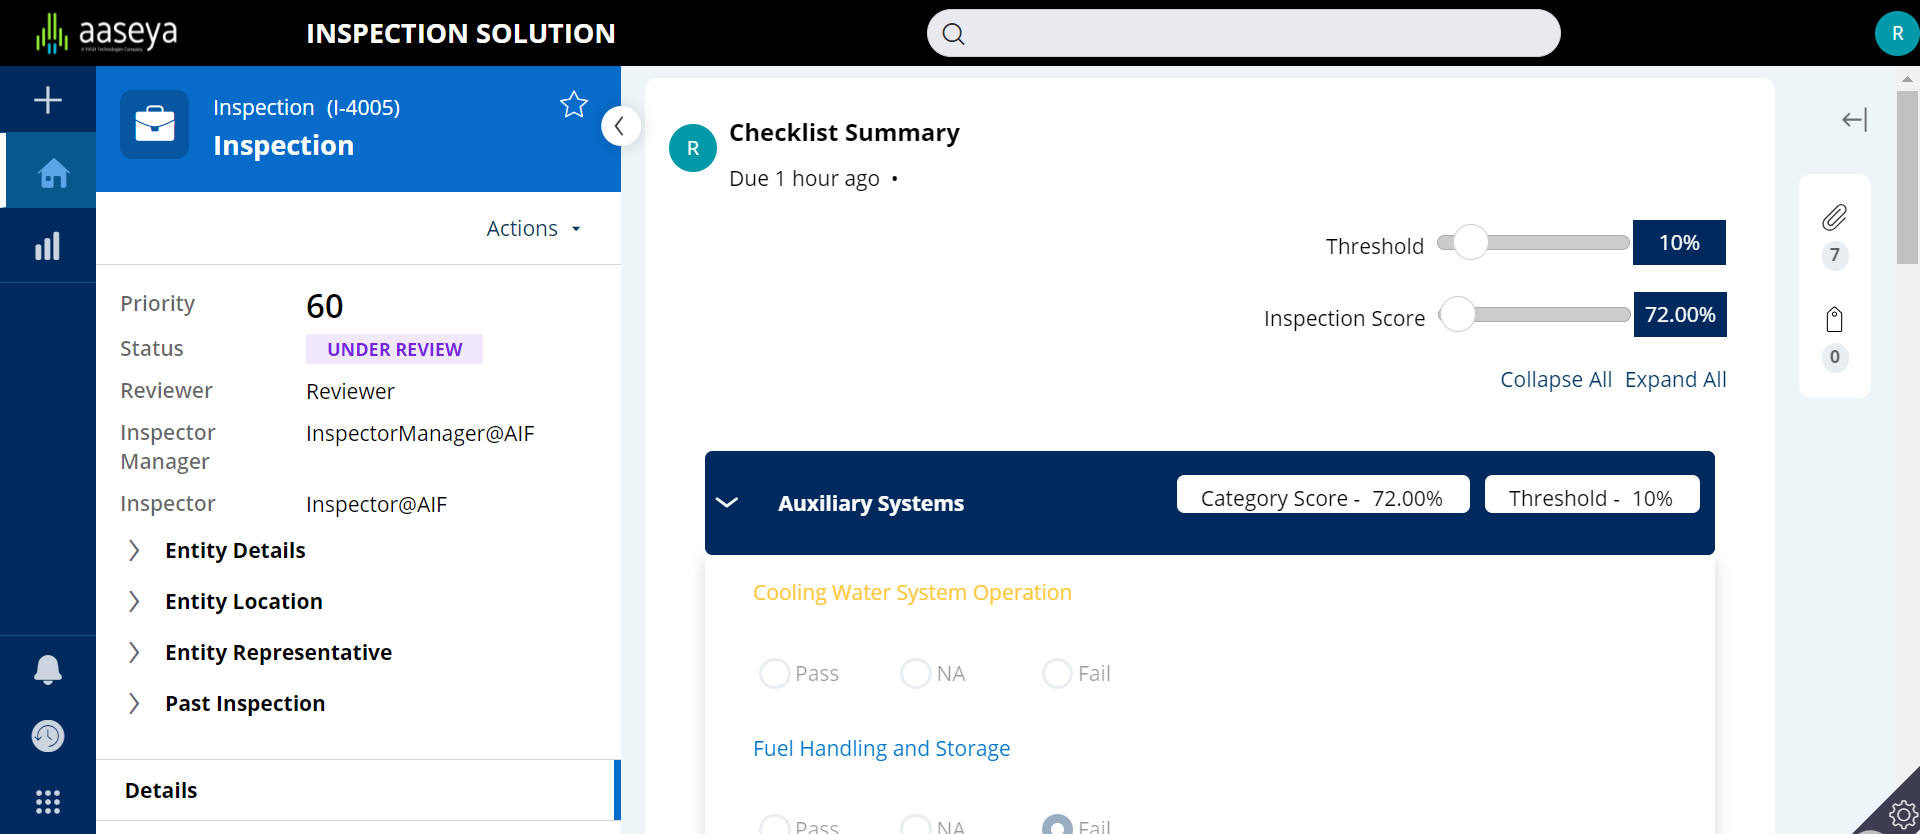 aaseya
A YASH Technologies Company
INSPECTION SOLUTION
R
Inspection (I-4005)
Inspection
Actions
Priority 60
Status UNDER REVIEW
Reviewer Reviewer
Inspector Manager InspectorManager@AIF
Inspector Inspector@AIF
Entity Details
Entity Location
Entity Representative
Past Inspection
Details
R
Checklist Summary
Due 1 hour ago •
Threshold 10%
Inspection Score 72.00%
Collapse All Expand All
Auxiliary Systems Category Score - 72.00% Threshold - 10%
Cooling Water System Operation
Pass NA Fail
Fuel Handling and Storage
Pass NA Fail
7
0